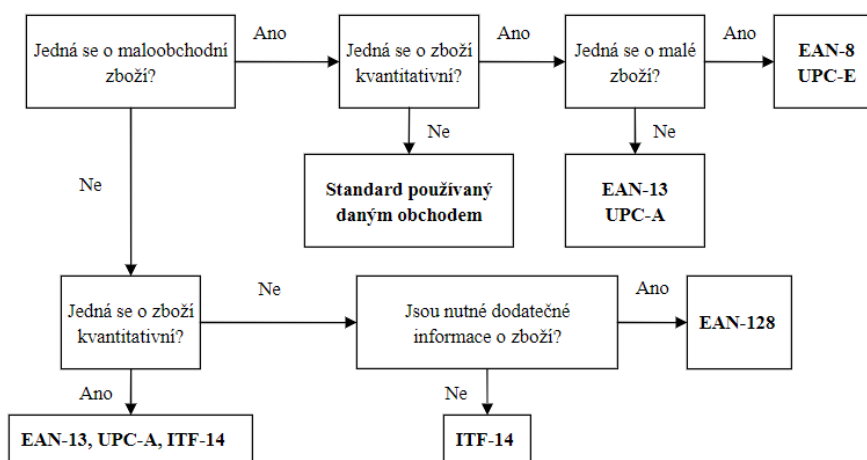 Jedná se o maloobchodní
zboží?
Ano
Jedná se o zboží
kvantitativní?
Ano
Jedná se o malé
zboží?
Ano
EAN-8
UPC-E
Ne
Ne
Ne
Standard používaný
daným obchodem
EAN-13
UPC-A
Jedná se o zboží
kvantitativní?
Ne
Jsou nutné dodatečné
informace o zboží?
Ano
EAN-128
Ano
Ne
EAN-13, UPC-A, ITF-14
ITF-14